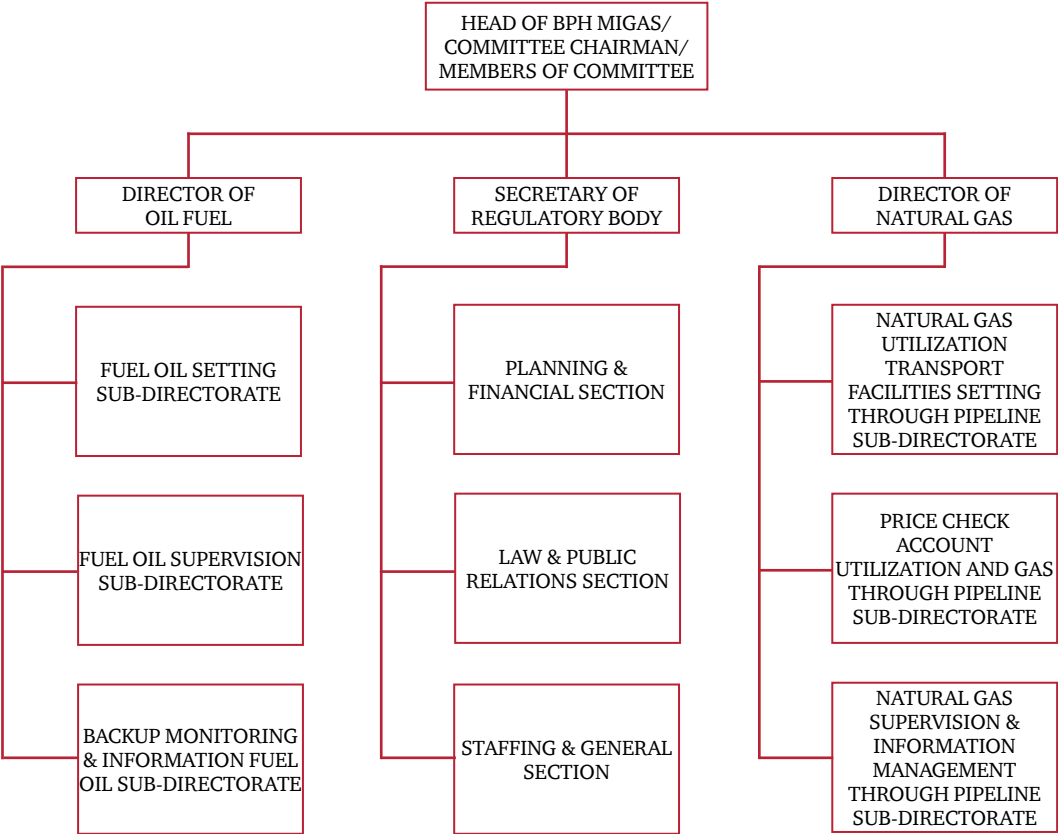 HEAD OF BPH MIGAS/
COMMITTEE CHAIRMAN/
MEMBERS OF COMMITTEE
DIRECTOR OF
OIL FUEL
SECRETARY OF
REGULATORY BODY
DIRECTOR OF
NATURAL GAS
FUEL OIL SETTING
SUB-DIRECTORATE
PLANNING &
FINANCIAL SECTION
NATURAL GAS
UTILIZATION
TRANSPORT
FACILITIES SETTING
THROUGH PIPELINE
SUB-DIRECTORATE
FUEL OIL SUPERVISION
SUB-DIRECTORATE
LAW & PUBLIC
RELATIONS SECTION
PRICE CHECK
ACCOUNT
UTILIZATION AND GAS
THROUGH PIPELINE
SUB-DIRECTORATE
BACKUP MONITORING
& INFORMATION FUEL
OIL SUB-DIRECTORATE
STAFFING & GENERAL
SECTION
NATURAL GAS
SUPERVISION &
INFORMATION
MANAGEMENT
THROUGH PIPELINE
SUB-DIRECTORATE